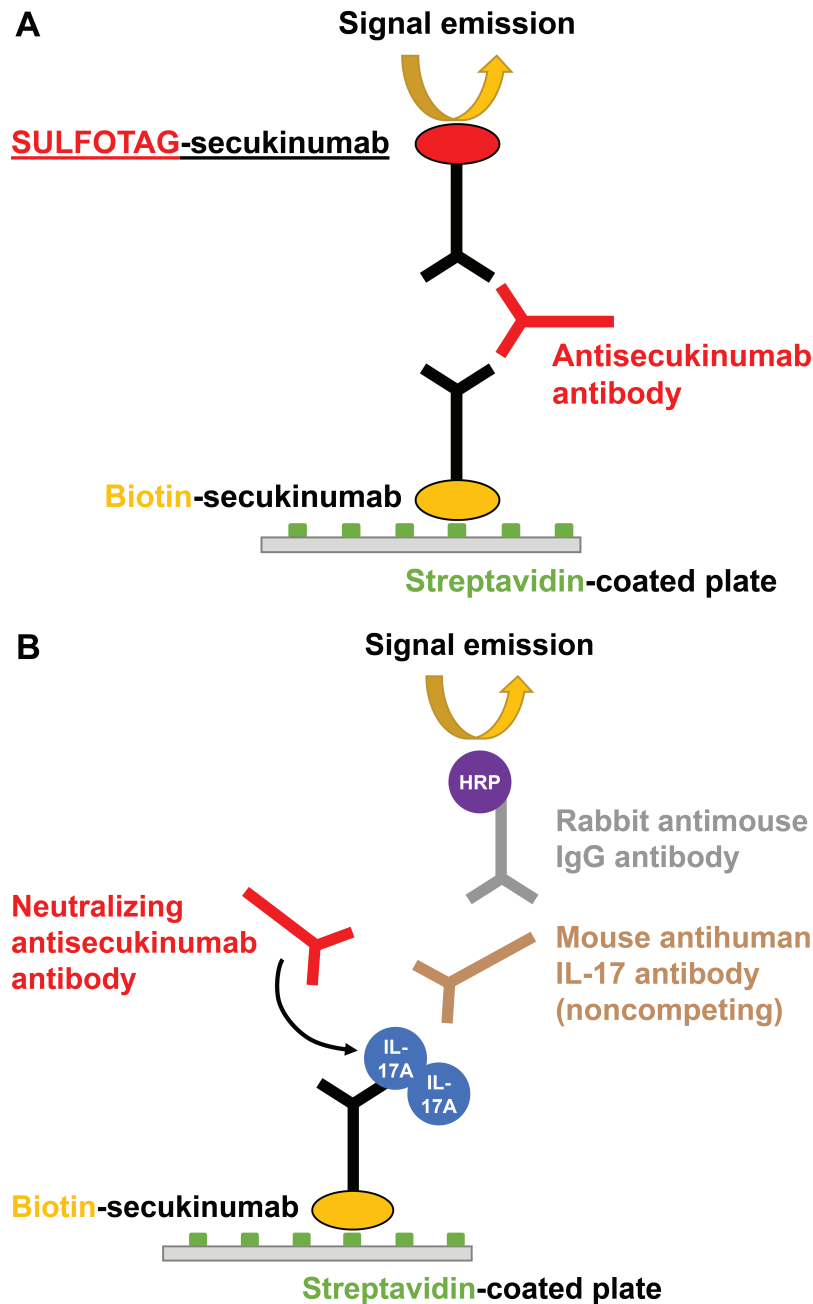 A
Signal emission
SULFOTAG-secukinumab
Antisecukinumab
antibody
Biotin-secukinumab
Streptavidin-coated plate
B
Signal emission
HRP
Rabbit antimouse
IgG antibody
Neutralizing
antisecukinumab
antibody
Mouse antihuman
IL-17 antibody
(noncompeting)
IL-
17A
IL-
17A
Biotin-secukinumab
Streptavidin-coated plate